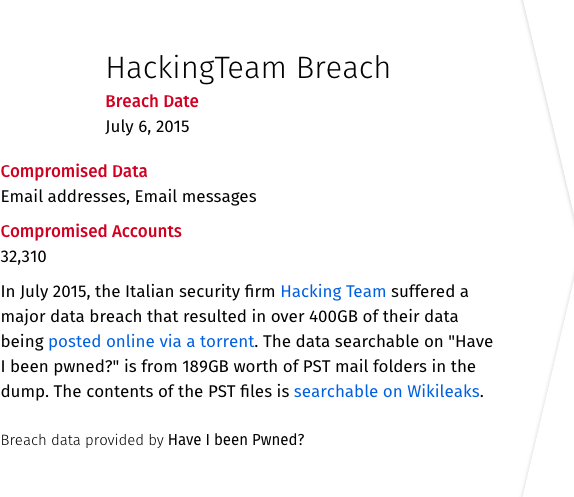 HackingTeam Breach
Breach Date
July 6, 2015
Compromised Data
Email addresses, Email messages
Compromised Accounts
32,310
In July 2015, the Italian security firm Hacking Team suffered a
major data breach that resulted in over 400GB of their data
being posted online via a torrent. The data searchable on "Have
I been pwned?" is from 189GB worth of PST mail folders in the
dump. The contents of the PST files is searchable on Wikileaks.
Breach data provided by Have I been Pwned?